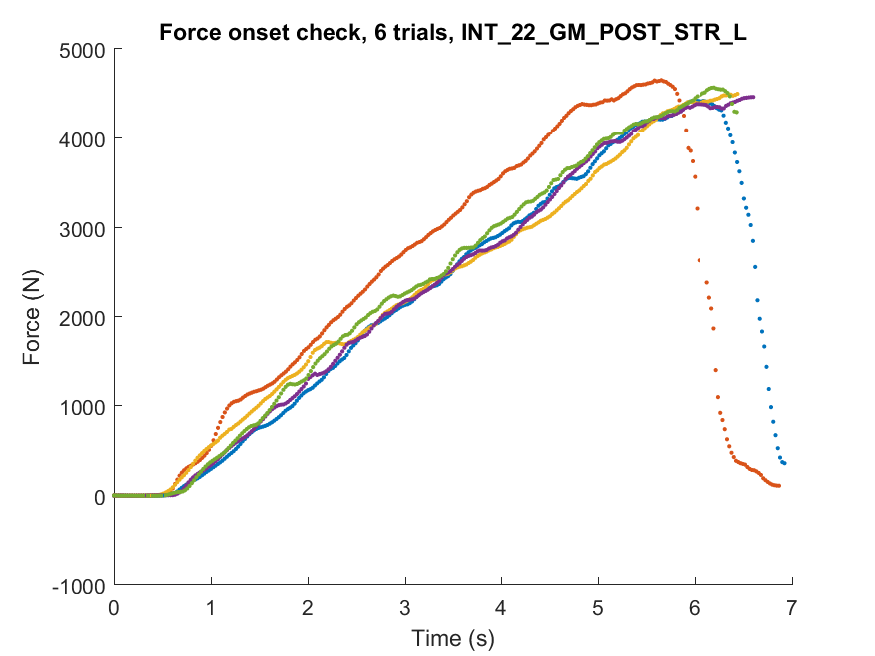 Force onset check, 6 trials, INT_22_GM_POST_STR_L
5000
4000
3000
2000
1000
0
-1000
Force (N)
0 1 2 3 4 5 6 7
Time (s)